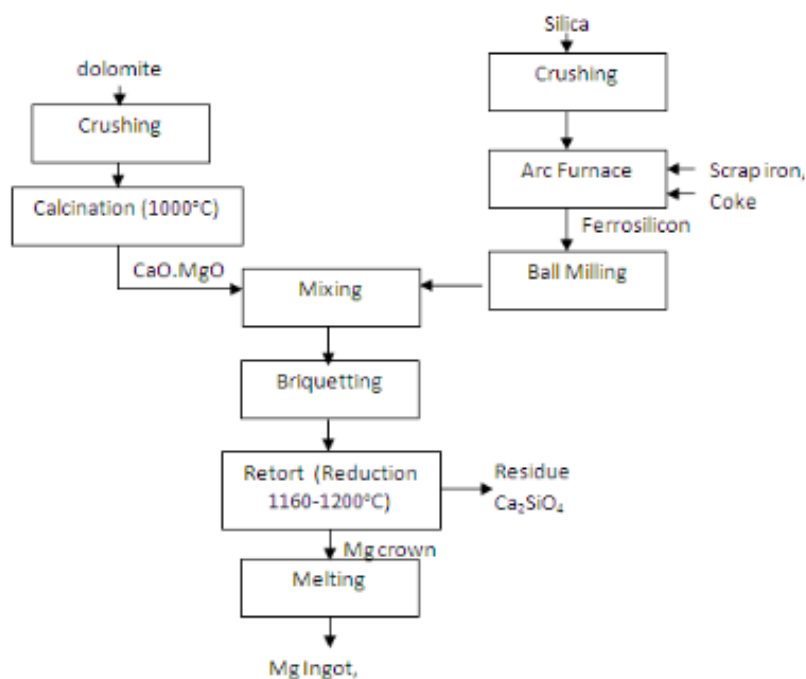 Silica
Crushing
dolomite
Crushing
Arc Furnace
Scrap iron,
Coke
Calcination (1000°C)
Ferrosilicon
CaO.MgO
Ball Milling
Mixing
Briquetting
Retort (Reduction
1160-1200°C)
Residue
Ca₂SiO₄
Mg crown
Melting
Mg Ingot,